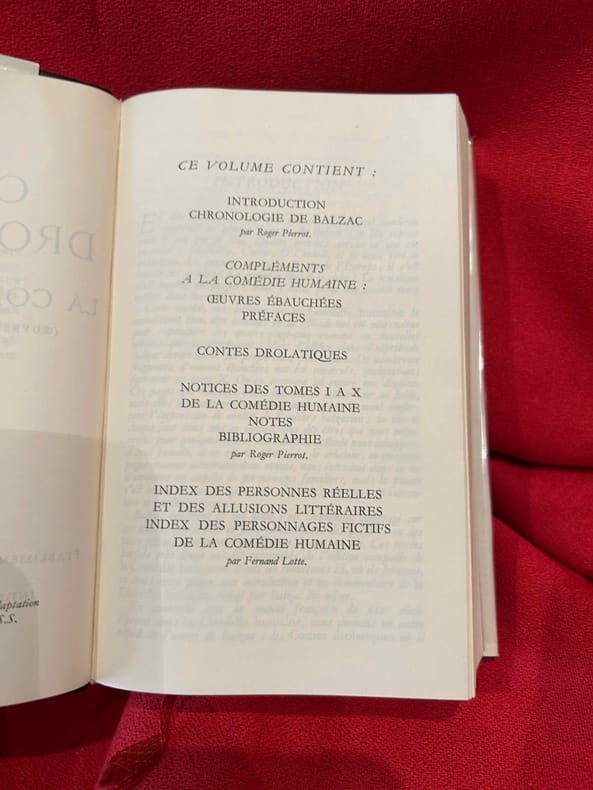 CE VOLUME CONTIENT :
INTRODUCTION
CHRONOLOGIE DE BALZAC
par Roger Pierrot.
COMPLÉMENTS
A LA COMÉDIE HUMAINE :
ŒUVRES ÉBAUCHÉES
PRÉFACES
CONTES DROLATIQUES
NOTICES DES TOMES I A X
DE LA COMÉDIE HUMAINE
NOTES
BIBLIOGRAPHIE
par Roger Pierrot.
INDEX DES PERSONNES RÉELLES
ET DES ALLUSIONS LITTÉRAIRES
INDEX DES PERSONNAGES FICTIFS
DE LA COMÉDIE HUMAINE
par Fernand Lotte.